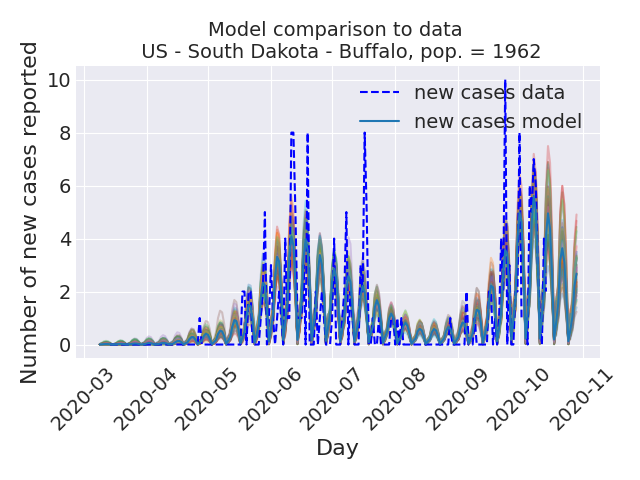 Model comparison to data
US - South Dakota - Buffalo, pop. = 1962
Number of new cases reported
10
8
6
4
2
0
new cases data
new cases model
2020-03
2020-04
2020-05
2020-06
2020-07
2020-08
2020-09
2020-10
2020-11
Day